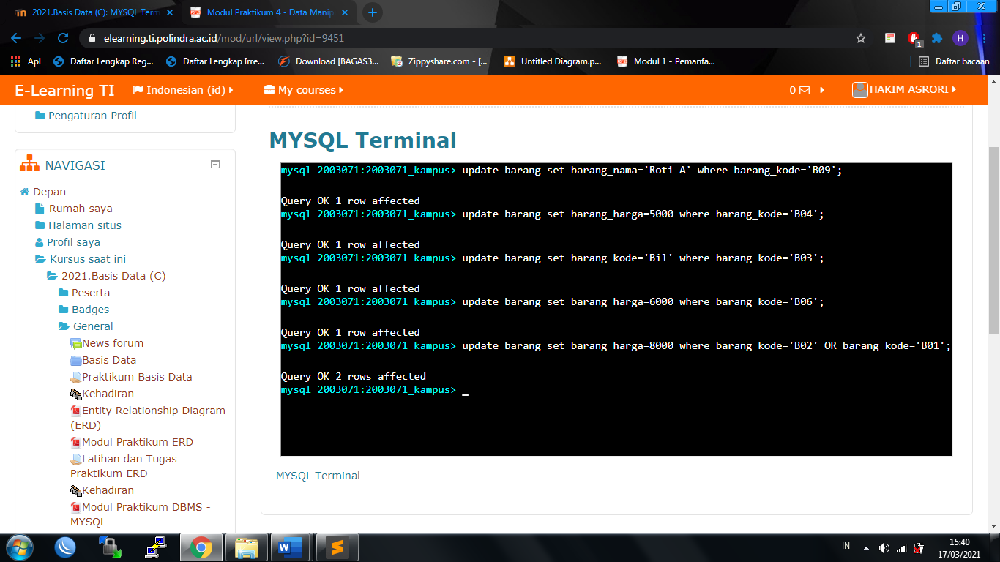 2021.Basis Data (C): MYSQL Term
Modul Praktikum 4 - Data Manip
elearning.ti.polindra.ac.id/mod/url/view.php?id=9451
1
H
Apl
Daftar Lengkap Reg...
Daftar Lengkap Irre...
Download [BAGAS3...
Zippyshare.com - [...
Untitled Diagram.p...
Modul 1 - Pemanfa...
Daftar bacaan
E-Learning TI
Indonesian (id)
My courses
0
HAKIM ASRORI
Pengaturan Profil
NAVIGASI
Depan
Rumah saya
Halaman situs
Profil saya
Kursus saat ini
2021.Basis Data (C)
Peserta
Badges
General
News forum
Basis Data
Praktikum Basis Data
Kehadiran
Entity Relationship Diagram
(ERD)
Modul Praktikum ERD
Latihan dan Tugas
Praktikum ERD
Kehadiran
Modul Praktikum DBMS -
MYSQL
MYSQL Terminal
mysql 2003071:2003071_kampus> update barang set barang_nama='Roti A' where barang_kode='B09';
Query OK 1 row affected
mysql 2003071:2003071_kampus> update barang set barang_harga=5000 where barang_kode='B04';
Query OK 1 row affected
mysql 2003071:2003071_kampus> update barang set barang_kode='Bil' where barang_kode='B03';
Query OK 1 row affected
mysql 2003071:2003071_kampus> update barang set barang_harga=6000 where barang_kode='B06';
Query OK 1 row affected
mysql 2003071:2003071_kampus> update barang set barang_harga=8000 where barang_kode='B02' OR barang_kode='B01';
Query OK 2 rows affected
mysql 2003071:2003071_kampus> _
MYSQL Terminal
IN
15:40
17/03/2021